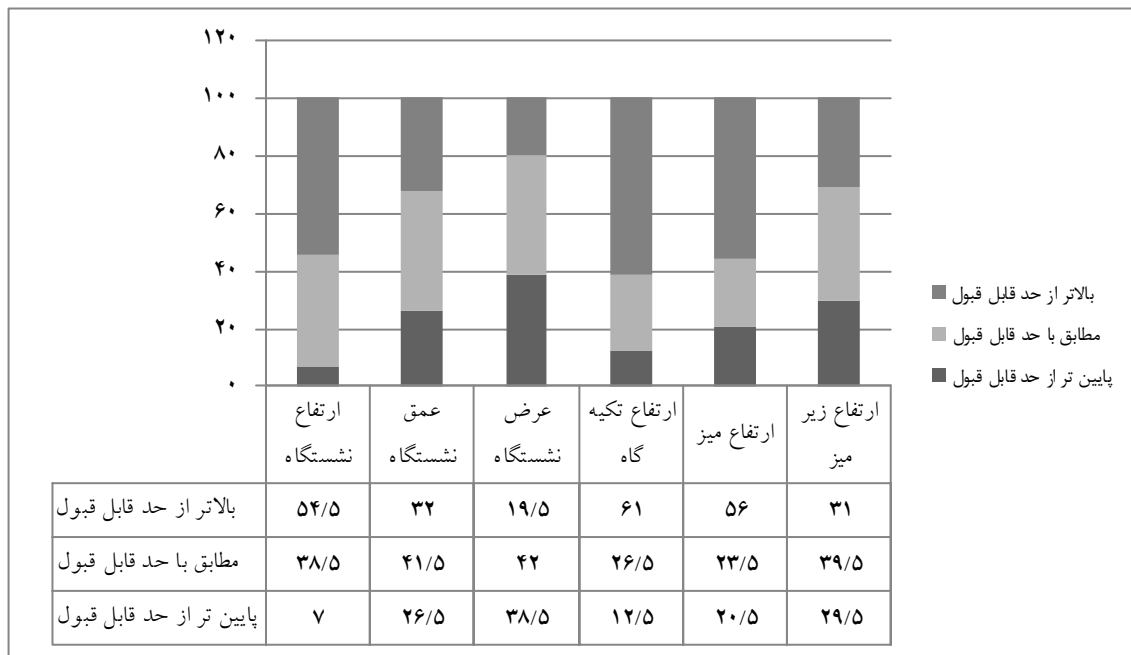 ۱۲۰
۱۰۰
۸۰
۶۰
۴۰
۲۰
۰
بالاتر از حد قابل قبول
مطابق با حد قابل قبول
پایین تر از حد قابل قبول
ارتفاع نشستگاه عمق نشستگاه عرض نشستگاه ارتفاع تکیه گاه ارتفاع میز ارتفاع زیر میز
بالاتر از حد قابل قبول ۵۴/۵ ۳۲ ۱۹/۵ ۶۱ ۵۶ ۳۱
مطابق با حد قابل قبول ۳۸/۵ ۴۱/۵ ۴۲ ۲۶/۵ ۲۳/۵ ۳۹/۵
پایین تر از حد قابل قبول ۷ ۲۶/۵ ۳۸/۵ ۱۲/۵ ۲۰/۵ ۲۹/۵